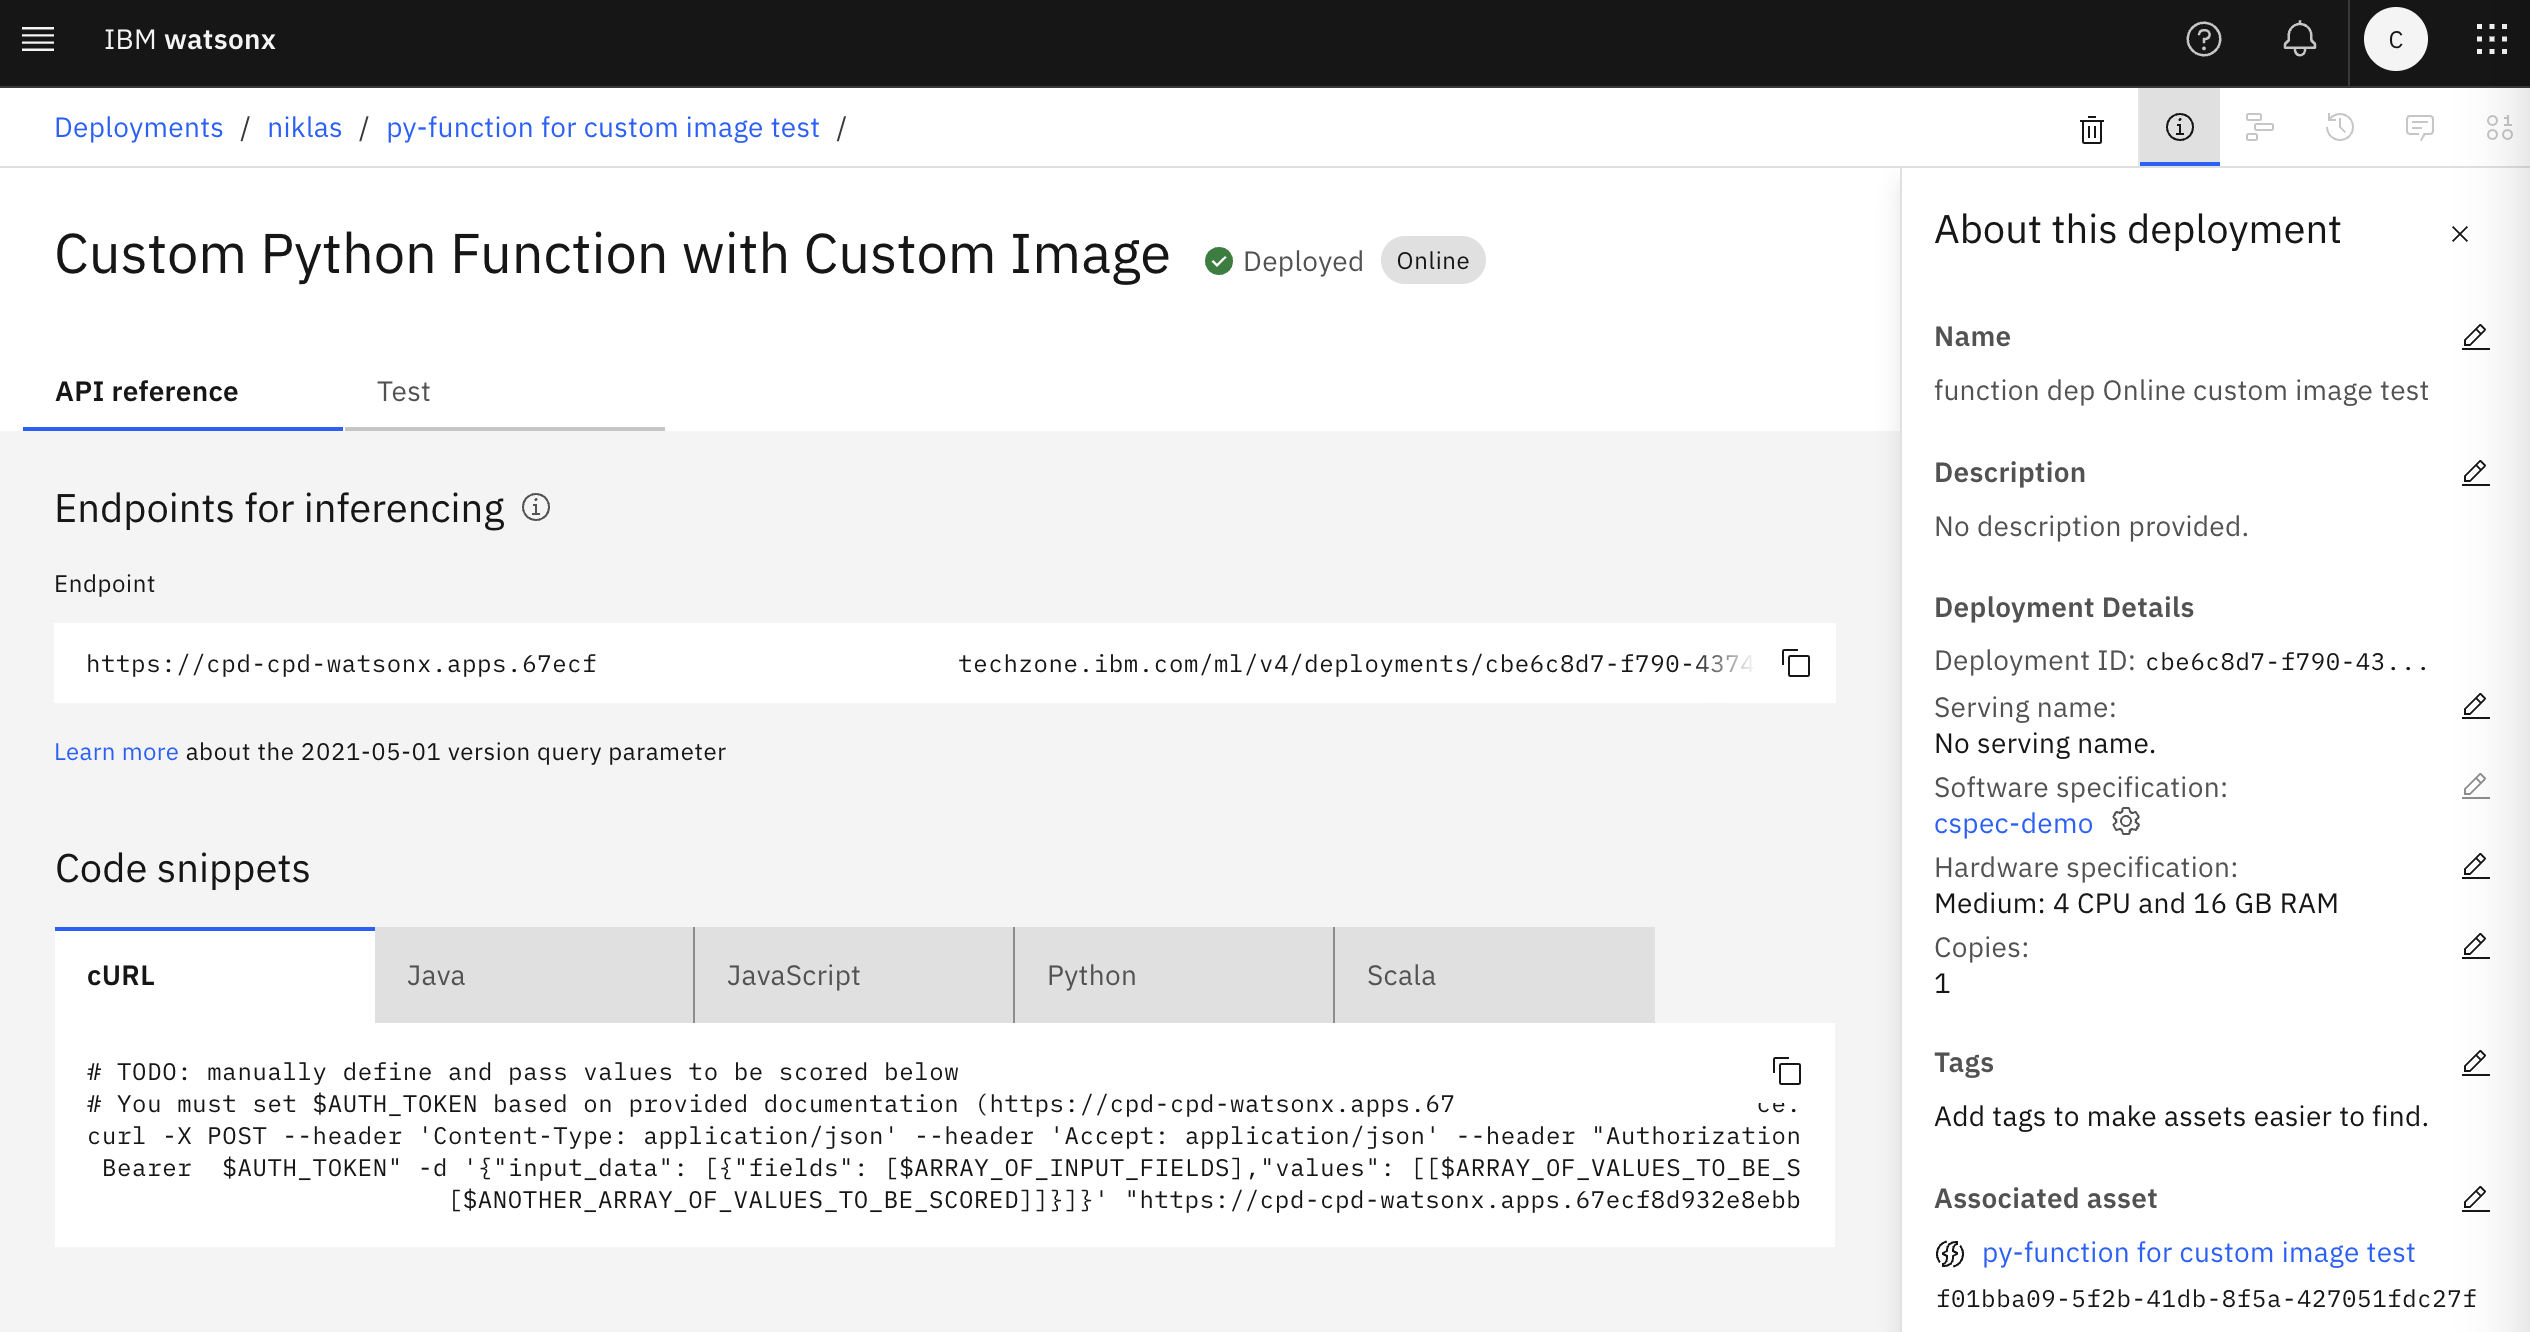 IBM watsonx
C
Deployments / niklas / py-function for custom image test /
Custom Python Function with Custom Image
Deployed
Online
API reference
Test
Endpoints for inferencing
Endpoint
https://cpd-cpd-watsonx.apps.67ecf techzone.ibm.com/ml/v4/deployments/cbe6c8d7-f790-4374
Learn more about the 2021-05-01 version query parameter
Code snippets
cURL
Java
JavaScript
Python
Scala
# TODO: manually define and pass values to be scored below
# You must set $AUTH_TOKEN based on provided documentation (https://cpd-cpd-watsonx.apps.67 ce.
curl -X POST --header 'Content-Type: application/json' --header 'Accept: application/json' --header "Authorization
Bearer $AUTH_TOKEN" -d '{"input_data": [{"fields": [$ARRAY_OF_INPUT_FIELDS],"values": [[$ARRAY_OF_VALUES_TO_BE_S
[$ANOTHER_ARRAY_OF_VALUES_TO_BE_SCORED]]}]}' "https://cpd-cpd-watsonx.apps.67ecf8d932e8ebb
About this deployment
Name
function dep Online custom image test
Description
No description provided.
Deployment Details
Deployment ID: cbe6c8d7-f790-43...
Serving name:
No serving name.
Software specification:
cspec-demo
Hardware specification:
Medium: 4 CPU and 16 GB RAM
Copies:
1
Tags
Add tags to make assets easier to find.
Associated asset
py-function for custom image test
f01bba09-5f2b-41db-8f5a-427051fdc27f